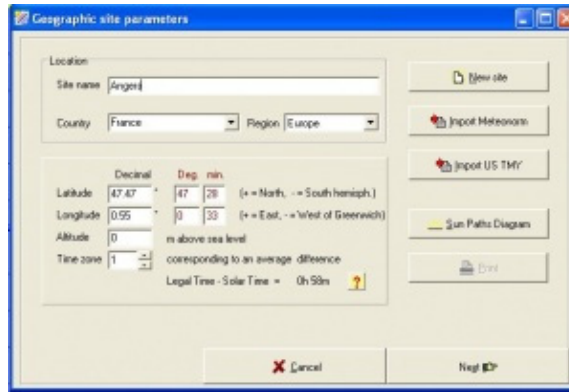 Geographic site parameters
Location
Site name Angers
Country France Region Europe
Decimal Deg. min.
Latitude 47.47 ° 47 28 (+ = North, - = South hemisph.)
Longitude 0.55 ° 0 33 (+ = East, - = West of Greenwich)
Altitude 0 m above sea level
Time zone 1 corresponding to an average difference
Legal Time - Solar Time = 0h 58m ?
New site
Import Meteonorm
Import US TMY
Sun Paths Diagram
Print
Cancel
Next